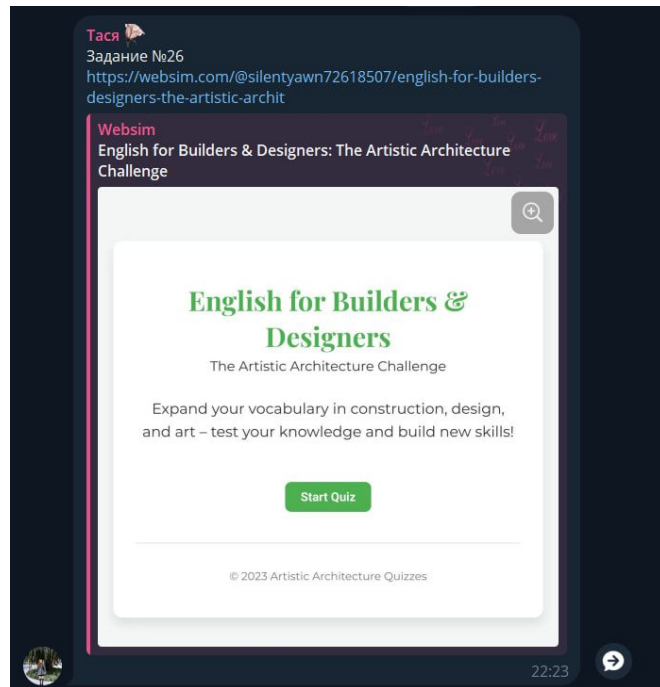 Тася
Задание №26
https://websim.com/@silentyawn72618507/english-for-builders-
designers-the-artistic-archit
Websim
English for Builders & Designers: The Artistic Architecture
Challenge
English for Builders &
Designers
The Artistic Architecture Challenge
Expand your vocabulary in construction, design,
and art – test your knowledge and build new skills!
Start Quiz
© 2023 Artistic Architecture Quizzes
22:23